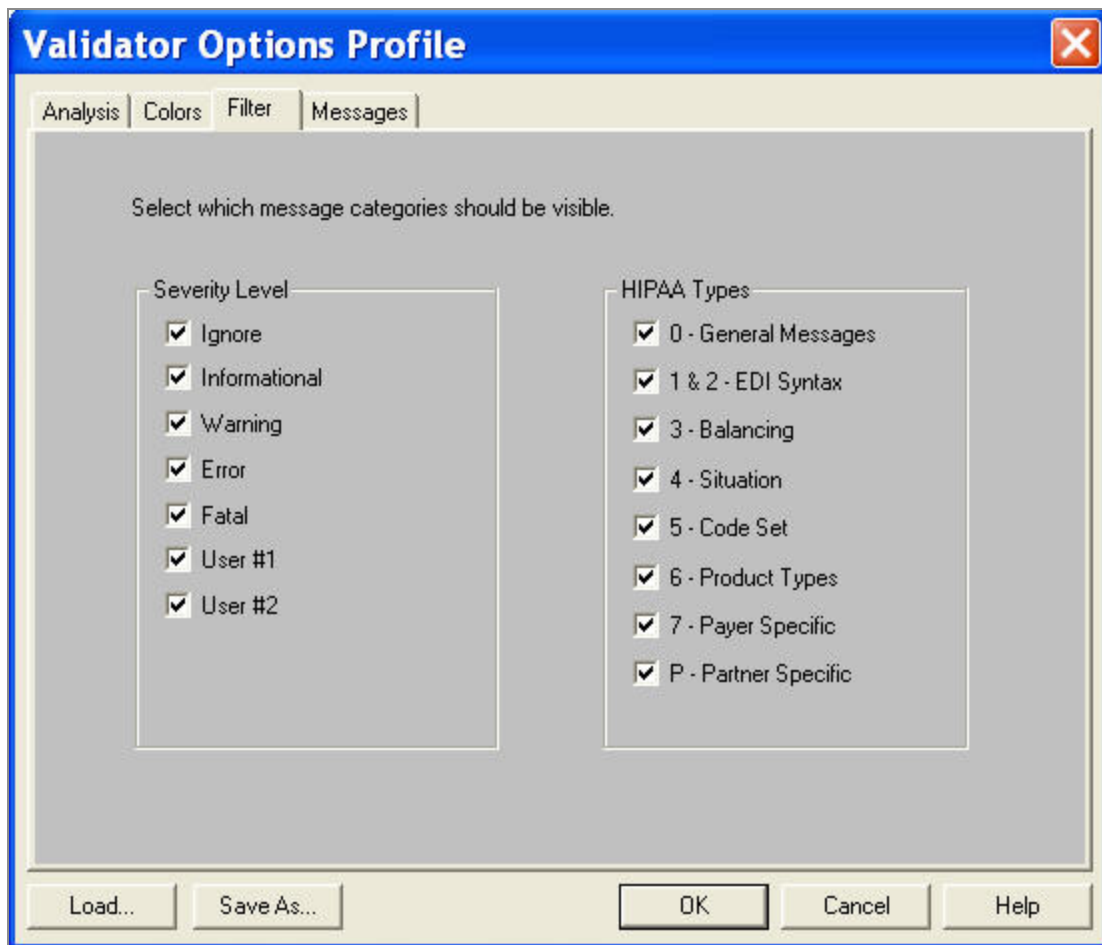 Validator Options Profile
Analysis Colors Filter Messages
Select which message categories should be visible.
Severity Level
Ignore
Informational
Warning
Error
Fatal
User #1
User #2
HIPAA Types
0 - General Messages
1 & 2 - EDI Syntax
3 - Balancing
4 - Situation
5 - Code Set
6 - Product Types
7 - Payer Specific
P - Partner Specific
Load... Save As... OK Cancel Help